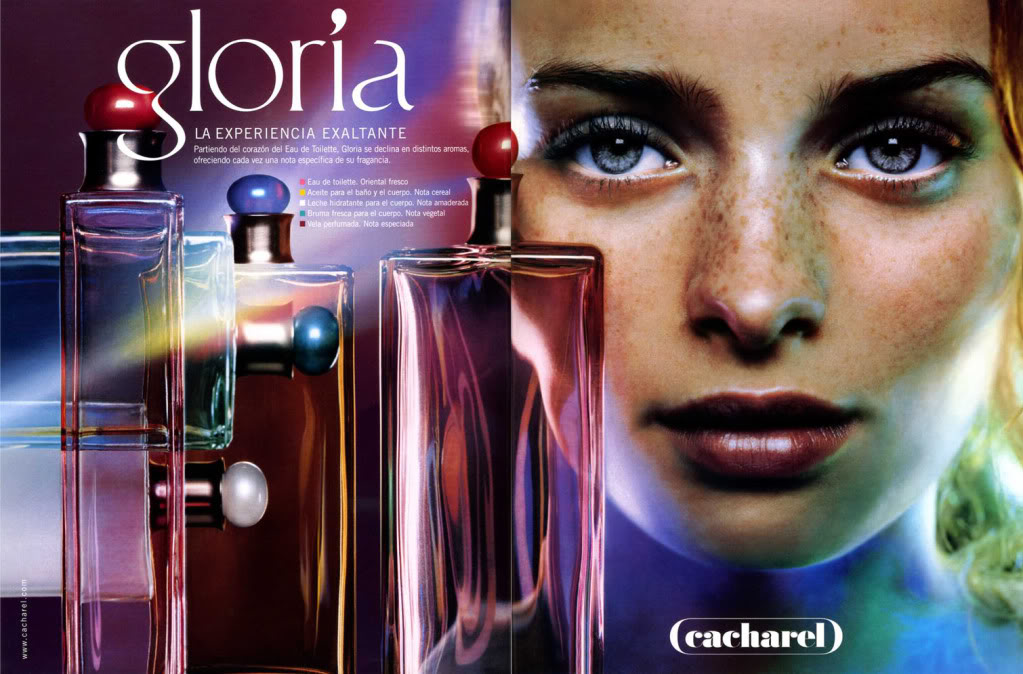 gloria
LA EXPERIENCIA EXALTANTE
Partiendo del corazón del Eau de Toilette, Gloria se declina en distintos aromas,
ofreciendo cada vez una nota específica de su fragancia.
Eau de toilette. Oriental fresco
Aceite para el baño y el cuerpo. Nota cereal
Leche hidratante para el cuerpo. Nota amaderada
Bruma fresca para el cuerpo. Nota vegetal
Vela perfumada. Nota especiada
www.cacharel.com
(cacharel)